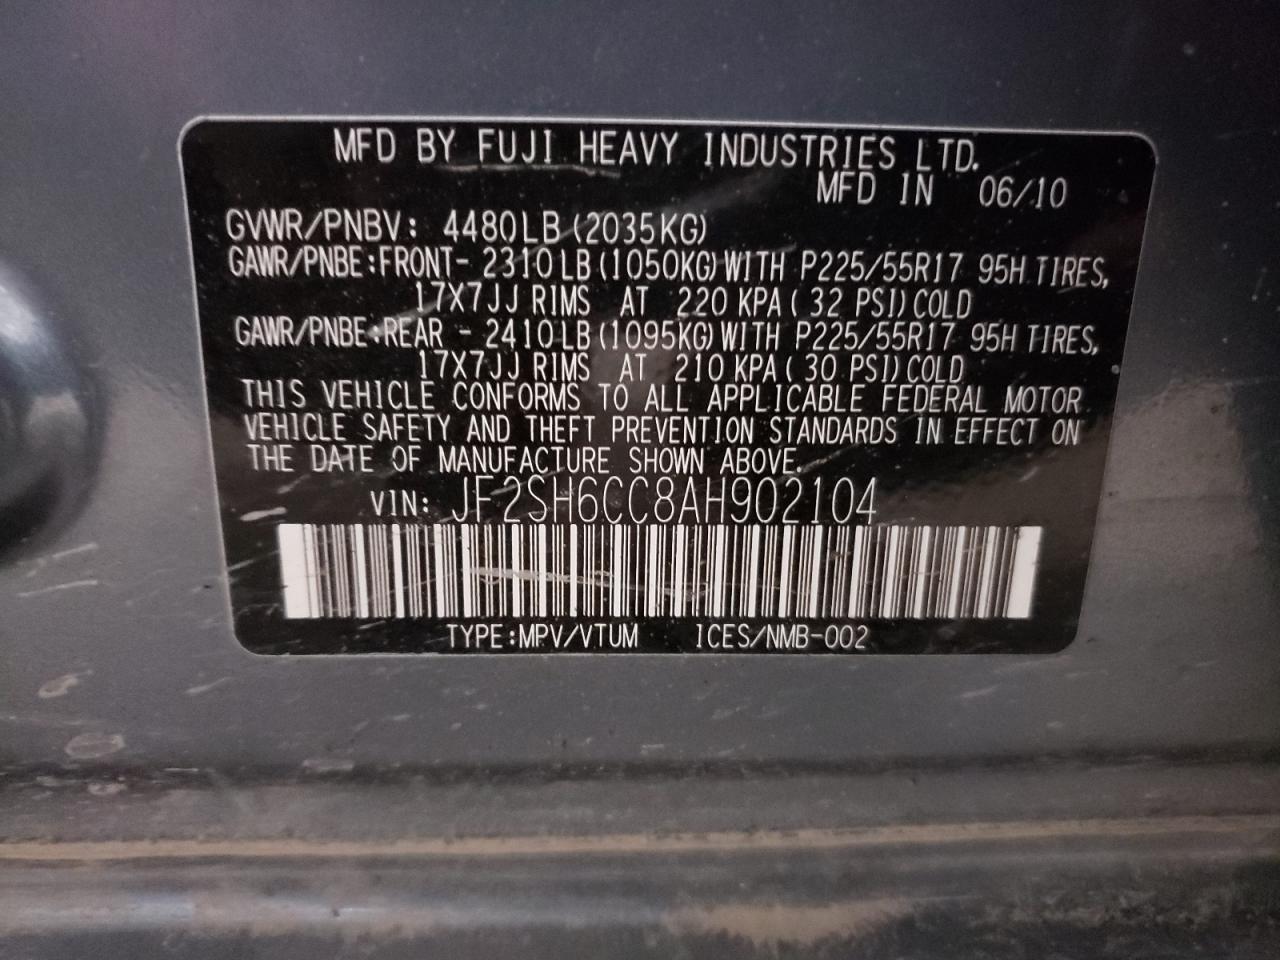 MFD BY FUJI HEAVY INDUSTRIES LTD.
MFD IN 06/10
GVWR/PNBV: 4480LB (2035KG)
GAWR/PNBE:FRONT- 2310LB (1050KG) WITH P225/55R17 95H TIRES,
17X7JJ RIMS AT 220 KPA ( 32 PSI) COLD
GAWR/PNBE:REAR - 2410LB (1095KG) WITH P225/55R17 95H TIRES,
17X7JJ RIMS AT 210 KPA ( 30 PSI) COLD
THIS VEHICLE CONFORMS TO ALL APPLICABLE FEDERAL MOTOR
VEHICLE SAFETY AND THEFT PREVENTION STANDARDS IN EFFECT ON
THE DATE OF MANUFACTURE SHOWN ABOVE.
VIN: JF2SH6CC8AH902104
TYPE:MPV/VTUM ICES/NMB-002